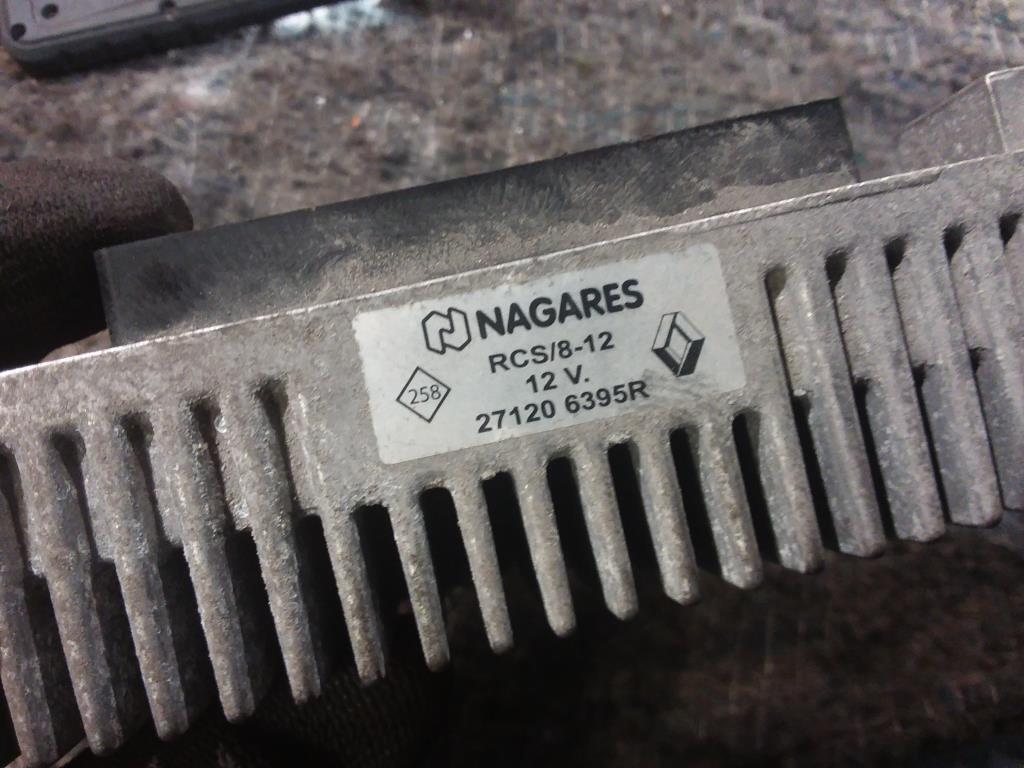 NAGARES
RCS/8-12
258
12 V.
27120 6395R